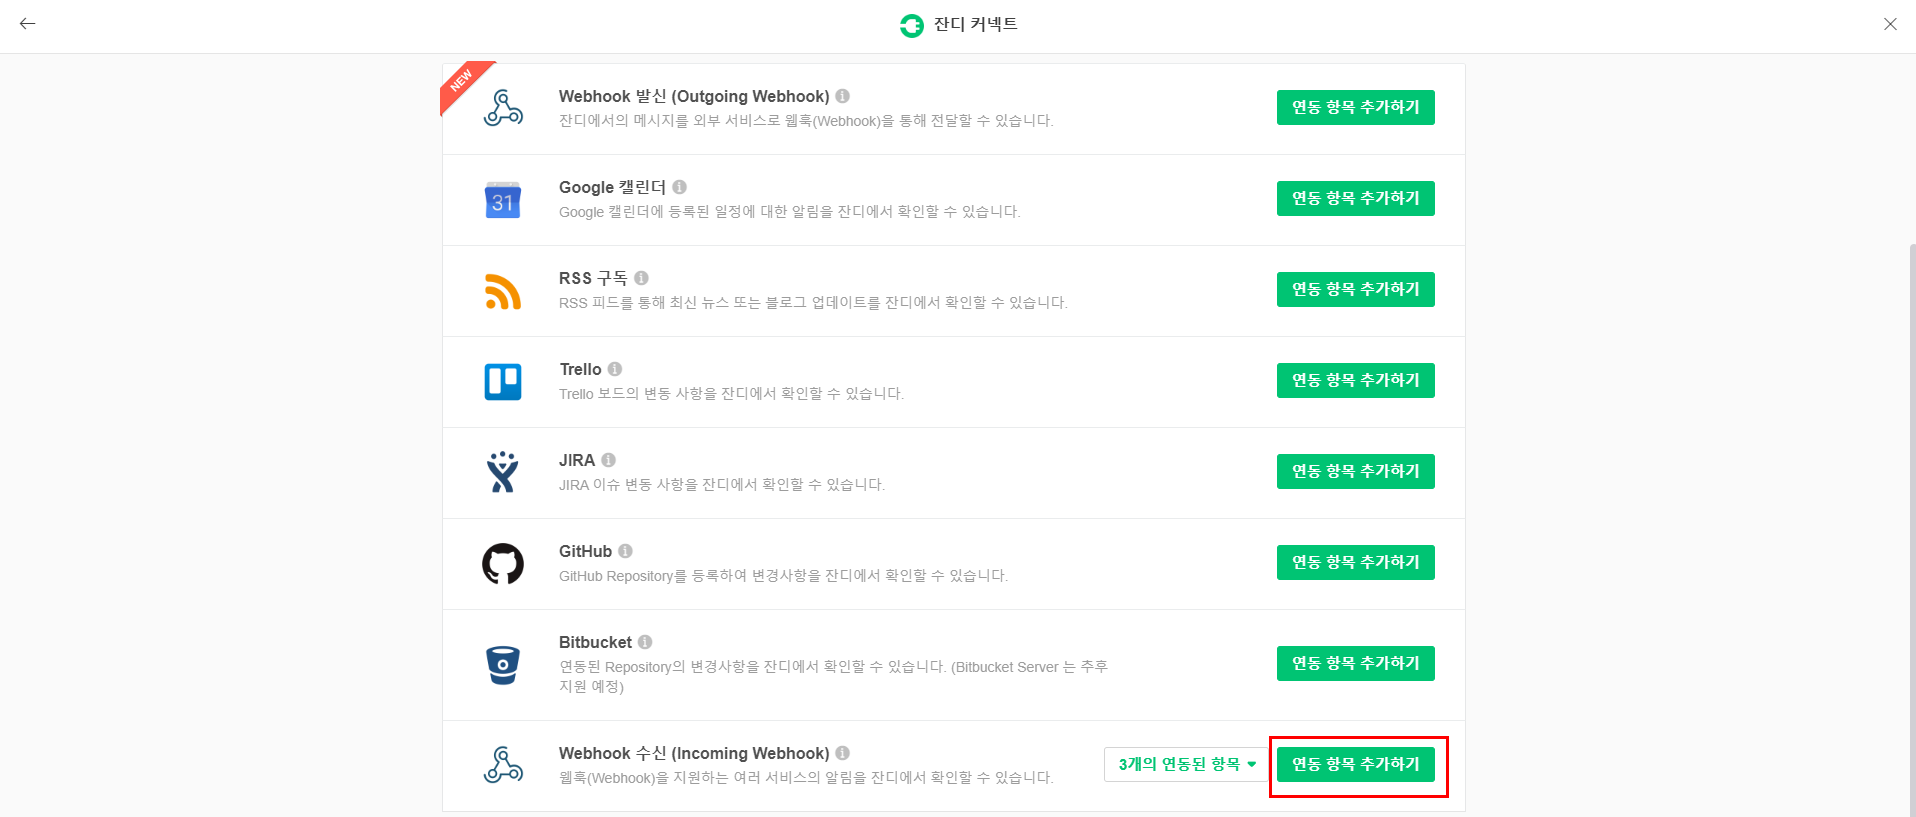 잔디 커넥트
NEW
Webhook 발신 (Outgoing Webhook)
잔디에서의 메시지를 외부 서비스로 웹훅(Webhook)을 통해 전달할 수 있습니다.
연동 항목 추가하기
31
Google 캘린더
Google 캘린더에 등록된 일정에 대한 알림을 잔디에서 확인할 수 있습니다.
연동 항목 추가하기
RSS 구독
RSS 피드를 통해 최신 뉴스 또는 블로그 업데이트를 잔디에서 확인할 수 있습니다.
연동 항목 추가하기
Trello
Trello 보드의 변동 사항을 잔디에서 확인할 수 있습니다.
연동 항목 추가하기
JIRA
JIRA 이슈 변동 사항을 잔디에서 확인할 수 있습니다.
연동 항목 추가하기
GitHub
GitHub Repository를 등록하여 변경사항을 잔디에서 확인할 수 있습니다.
연동 항목 추가하기
Bitbucket
연동된 Repository의 변경사항을 잔디에서 확인할 수 있습니다. (Bitbucket Server 는 추후
지원 예정)
연동 항목 추가하기
Webhook 수신 (Incoming Webhook)
웹훅(Webhook)을 지원하는 여러 서비스의 알림을 잔디에서 확인할 수 있습니다.
3개의 연동된 항목
연동 항목 추가하기